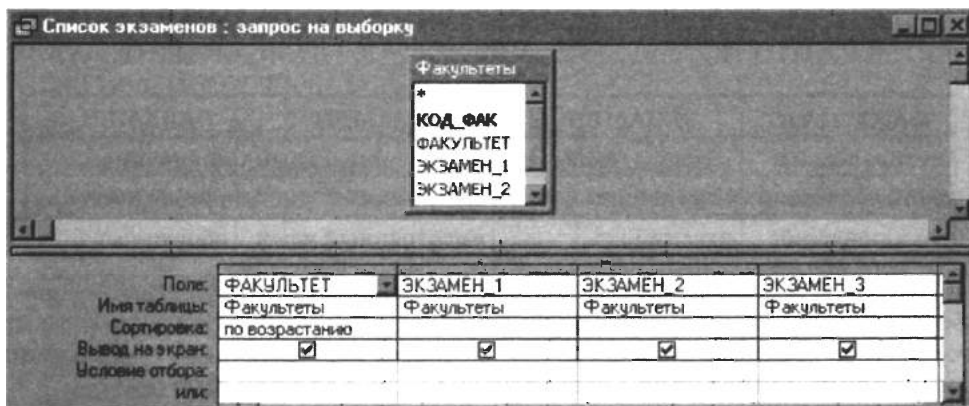 Список экзаменов : запрос на выборку
Факультеты
*
КОД_ФАК
ФАКУЛЬТЕТ
ЭКЗАМЕН_1
ЭКЗАМЕН_2
Поле: ФАКУЛЬТЕТ ЭКЗАМЕН_1 ЭКЗАМЕН_2 ЭКЗАМЕН_3
Имя таблицы: Факультеты Факультеты Факультеты Факультеты
Сортировка: по возрастанию
Вывод на экран:
Условие отбора:
или: